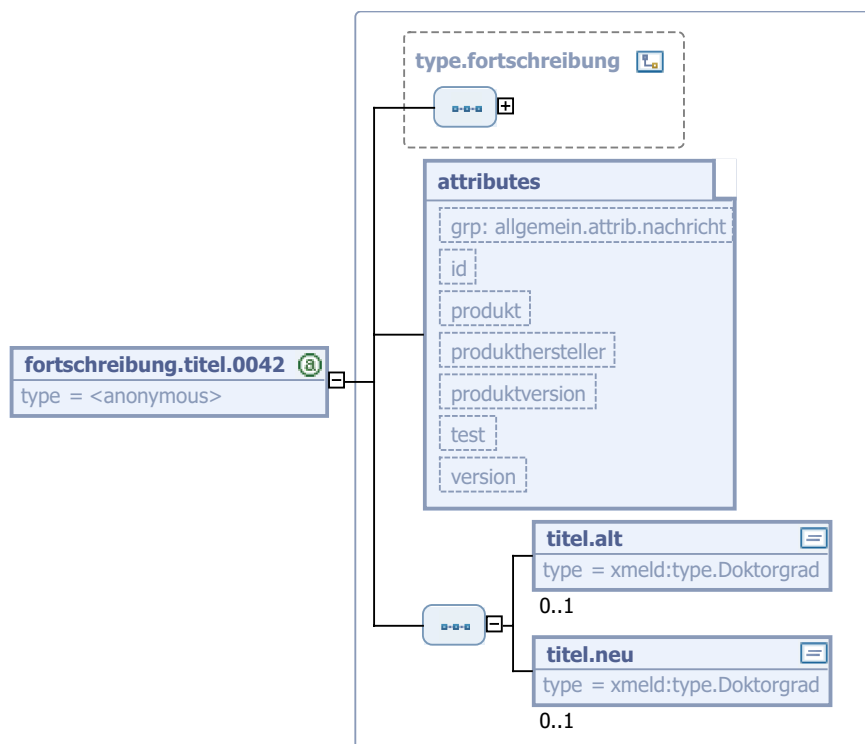 type.fortschreibung
attributes
grp: allgemein.attrib.nachricht
id
produkt
produkthersteller
produktversion
test
version
fortschreibung.titel.0042
type = <anonymous>
titel.alt
type = xmeld:type.Doktorgrad
0..1
titel.neu
type = xmeld:type.Doktorgrad
0..1